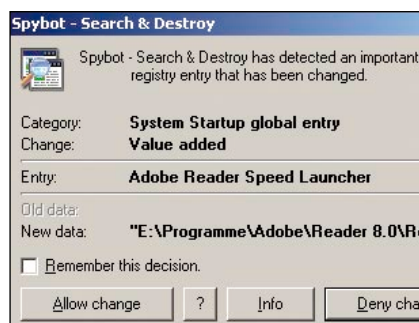 Spybot - Search & Destroy
Spybot - Search & Destroy has detected an important
registry entry that has been changed.
Category: System Startup global entry
Change: Value added
Entry: Adobe Reader Speed Launcher
Old data:
New data: "E:\Programme\Adobe\Reader 8.0\Re
Remember this decision.
Allow change ? Info Deny cha